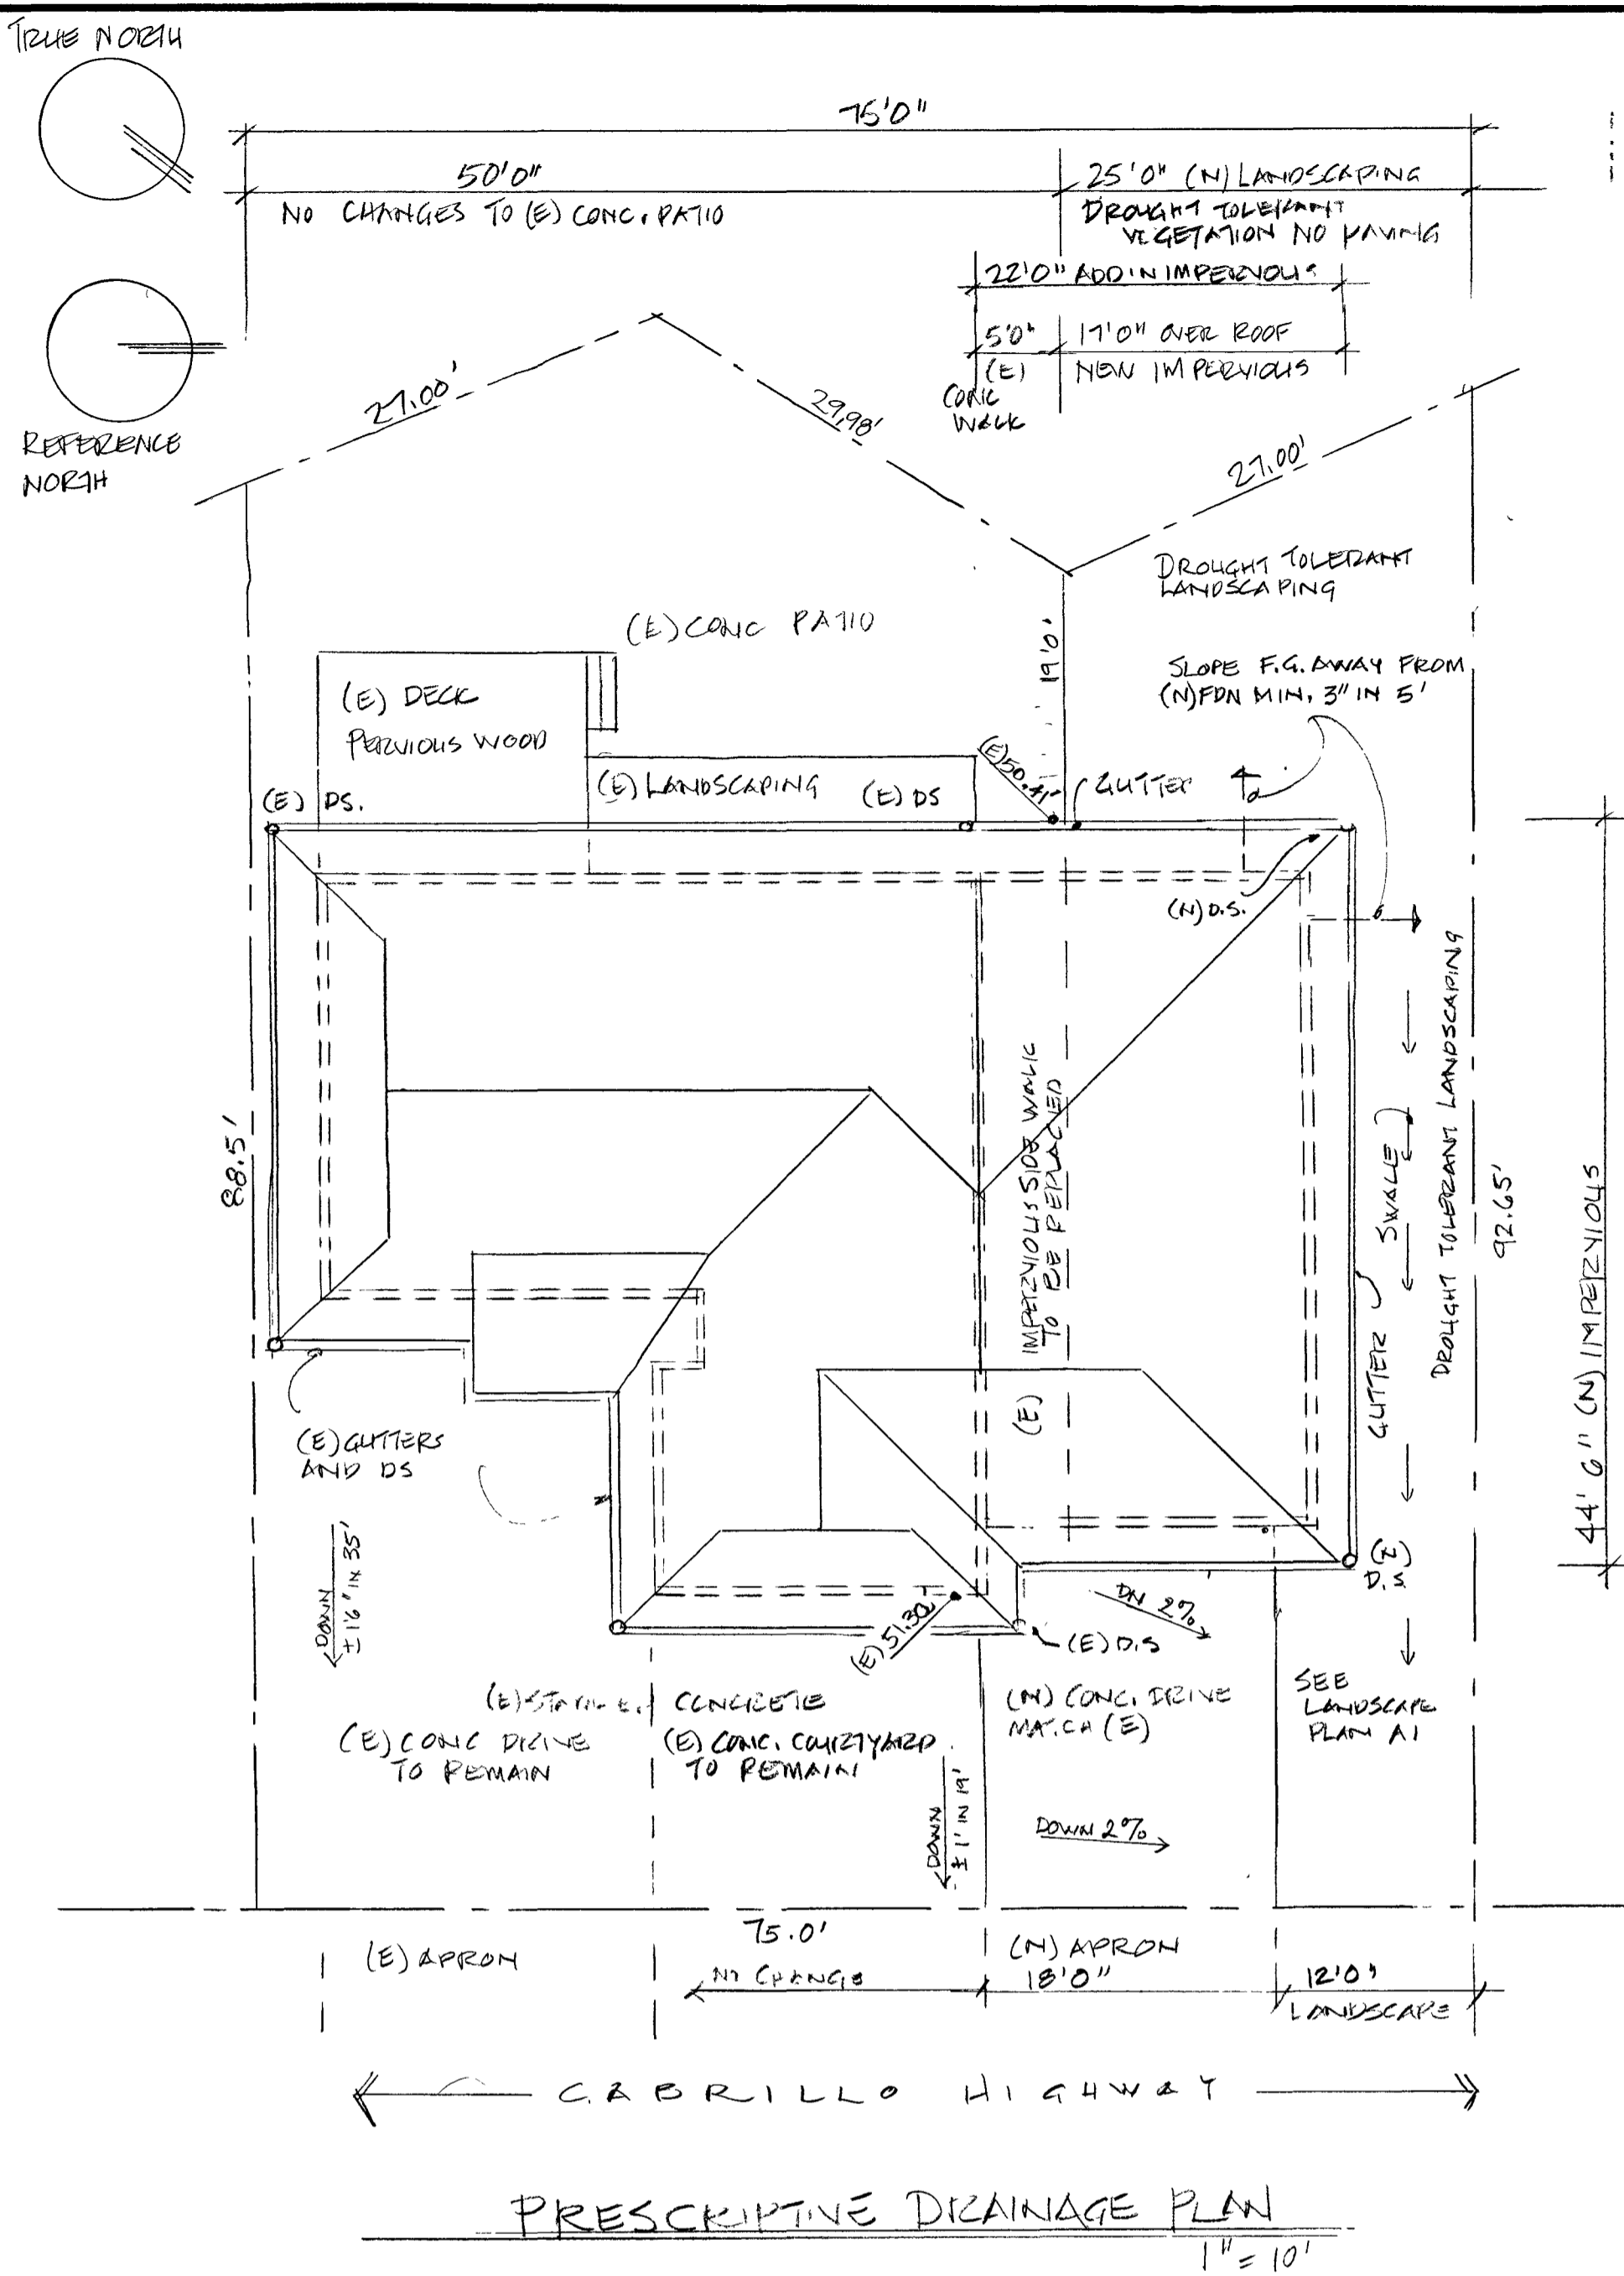 TRUE NORTH
75'0"
50'0"
25'0" (N) LANDSCAPING
NO CHANGES TO (E) CONC. PATIO
DROUGHT TOLERANT
VEGETATION NO PAVING
22'0" ADD'N IMPERVIOUS
5'0"
17'0" OVER ROOF
(E)
NEW IMPERVIOUS
CONC
WALK
REFERENCE
NORTH
27.00'
29.98'
27.00'
DROUGHT TOLERANT
LANDSCAPING
(E) CONC PATIO
19'0"
SLOPE F.G. AWAY FROM
(N) FDN MIN. 3" IN 5'
(E) DECK
PERVIOUS WOOD
(E) LANDSCAPING
(E) DS
(E) 50.41'
GUTTER
(E) DS.
(N) D.S.
DROUGHT TOLERANT LANDSCAPING
IMPERVIOUS SIDE WALK
TO BE REPLACED
(E)
SWALE
GUTTER
88.5'
92.65'
44' 6" (N) IMPERVIOUS
(E) GUTTERS
AND DS
(E)
D.S.
DOWN
± 1'6" IN 35'
DN 2%
(E) 51.30'
(E) D.S
CONCRETE
(N) CONC. DRIVE
MATCH (E)
SEE
LANDSCAPE
PLAN A1
(E) CONC DRIVE
TO REMAIN
(E) CONC. COURTYARD
TO REMAIN
DOWN
± 1' IN 19'
DOWN 2%
75.0'
(E) APRON
(N) APRON
18'0"
NO CHANGE
12'0"
LANDSCAPE
CABRILLO HIGHWAY
PRESCRIPTIVE DRAINAGE PLAN
1" = 10'